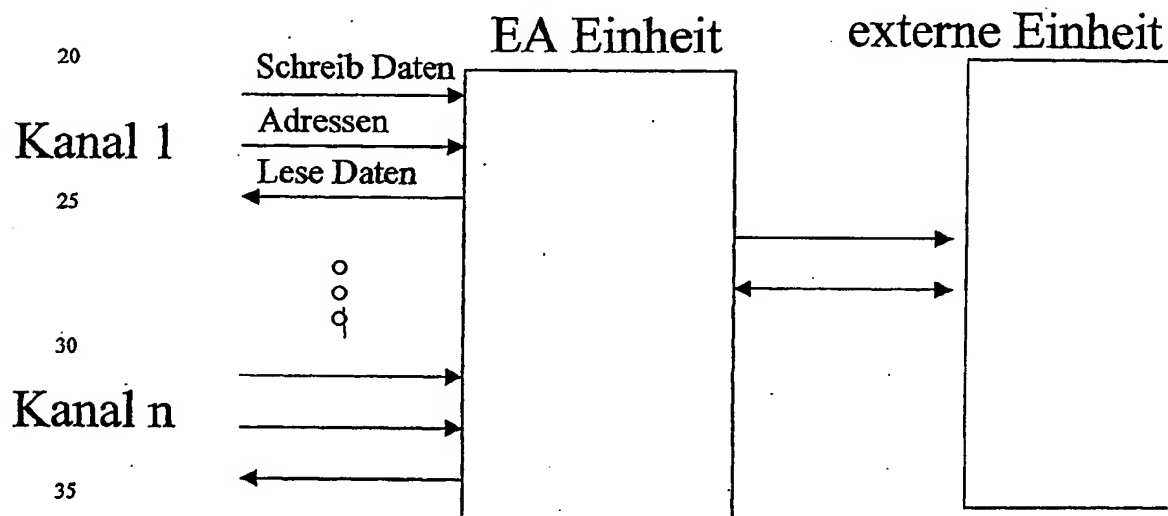 EA Einheit
externe Einheit
20
Schreib Daten
Adressen
Kanal 1
Lese Daten
25
30
Kanal n
35